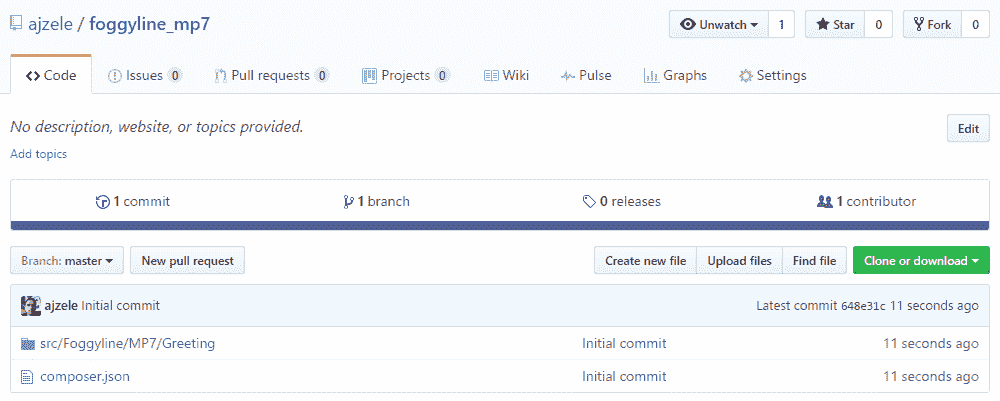 ajzele / foggyline_mp7 Unwatch 1 Star 0 Fork 0
Code Issues 0 Pull requests 0 Projects 0 Wiki Pulse Graphs Settings
No description, website, or topics provided. Edit
Add topics
1 commit 1 branch 0 releases 1 contributor
Branch: master New pull request Create new file Upload files Find file Clone or download
ajzele Initial commit Latest commit 648e31c 11 seconds ago
src/Foggyline/MP7/Greeting Initial commit 11 seconds ago
composer.json Initial commit 11 seconds ago